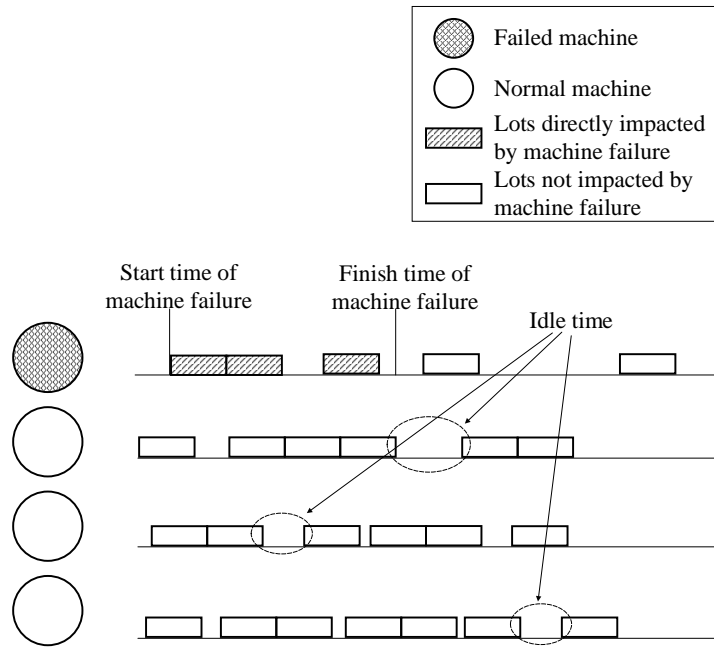 Failed machine
Normal machine
Lots directly impacted
by machine failure
Lots not impacted by
machine failure
Start time of
machine failure
Finish time of
machine failure
Idle time